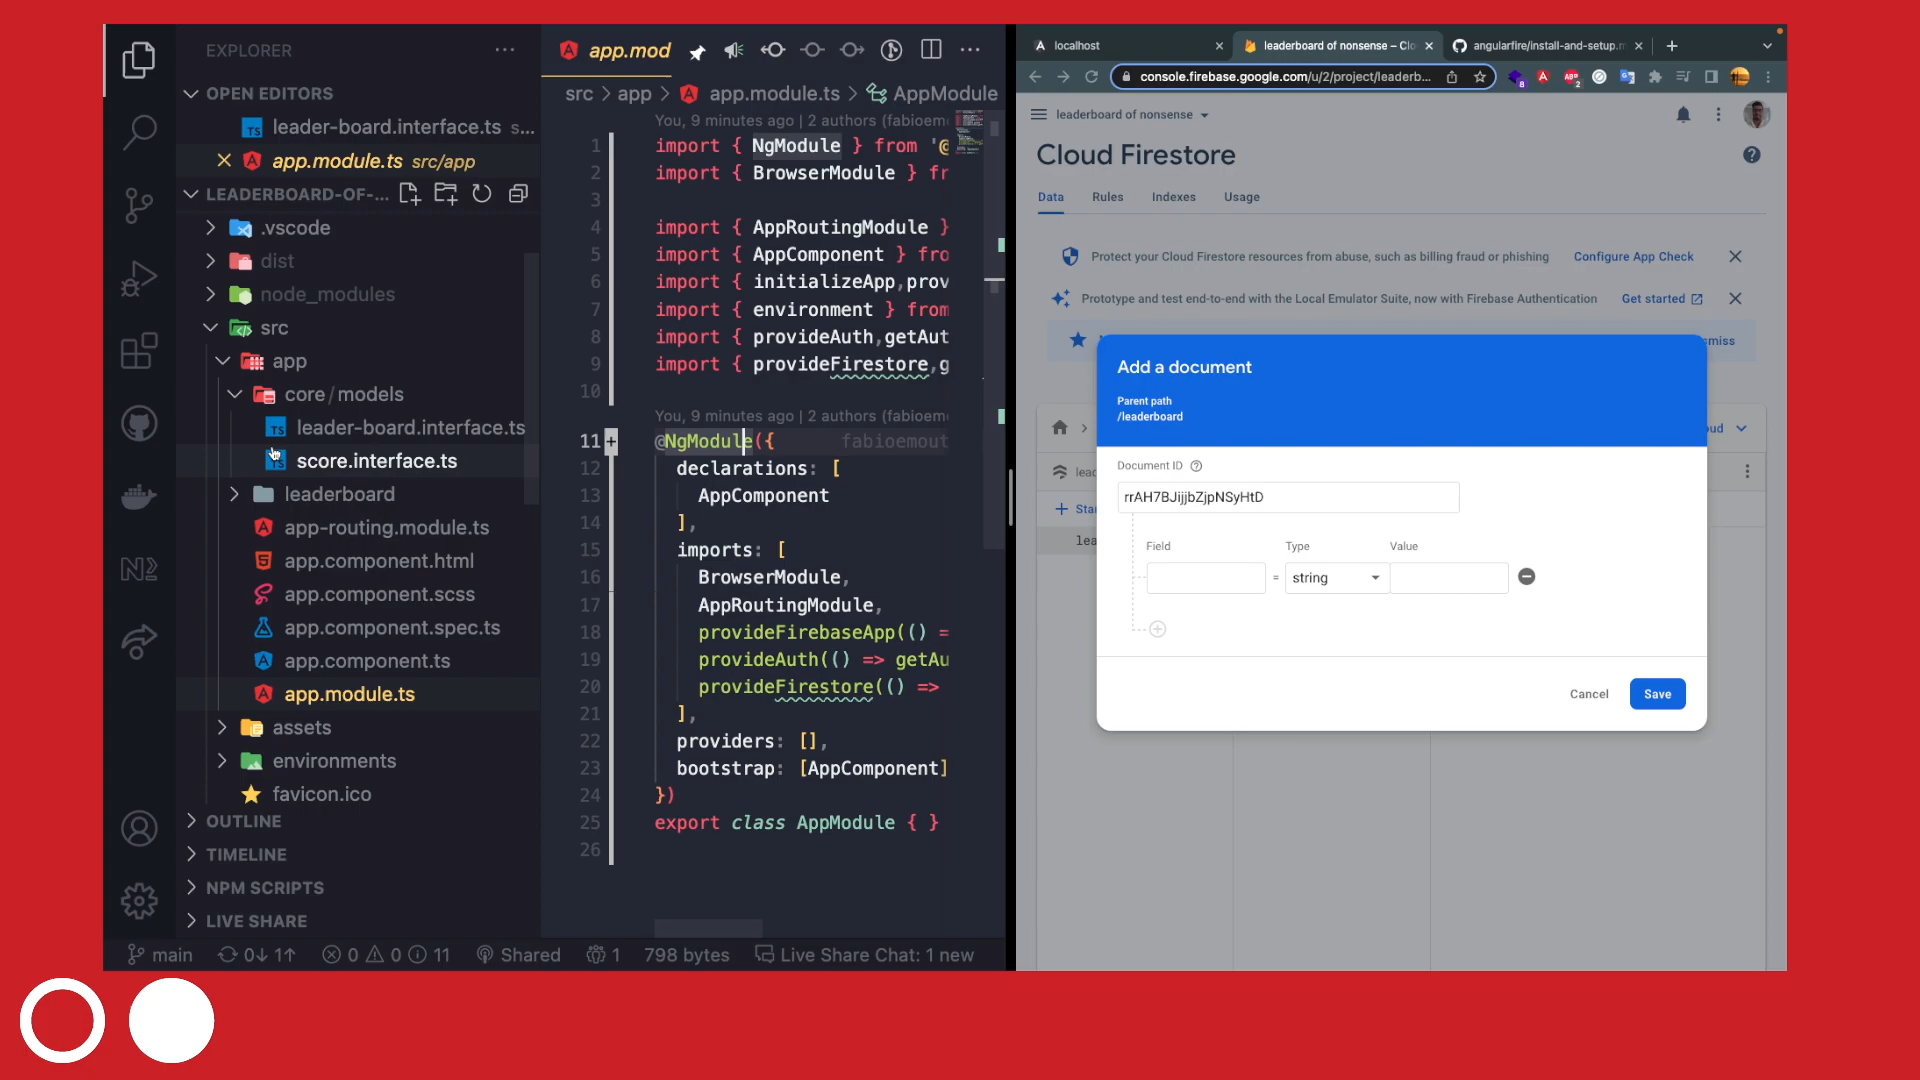 EXPLORER
OPEN EDITORS
leader-board.interface.ts s...
app.module.ts src/app
LEADERBOARD-OF-...
.vscode
dist
node_modules
src
app
core/models
leader-board.interface.ts
score.interface.ts
leaderboard
app-routing.module.ts
app.component.html
app.component.scss
app.component.spec.ts
app.component.ts
app.module.ts
assets
environments
favicon.ico
OUTLINE
TIMELINE
NPM SCRIPTS
LIVE SHARE
app.mod
src > app > app.module.ts > AppModule
You, 9 minutes ago | 2 authors (fabioem
1 import { NgModule } from '@
2 import { BrowserModule } fr
3
4 import { AppRoutingModule }
5 import { AppComponent } fro
6 import { initializeApp,prov
7 import { environment } from
8 import { provideAuth,getAut
9 import { provideFirestore,g
10
You, 9 minutes ago | 2 authors (fabioem
11 @NgModule({ fabioemout
12 declarations: [
13 AppComponent
14 ],
15 imports: [
16 BrowserModule,
17 AppRoutingModule,
18 provideFirebaseApp(() =
19 provideAuth(() => getAu
20 provideFirestore(() =>
21 ],
22 providers: [],
23 bootstrap: [AppComponent]
24 })
25 export class AppModule { }
26
main 0↓ 1↑ 0 0 11 Shared 1 798 bytes Live Share Chat: 1 new
localhost
leaderboard of nonsense – Clo
angularfire/install-and-setup.m
console.firebase.google.com/u/2/project/leaderb...
8
ABP
2
leaderboard of nonsense
Cloud Firestore
Data Rules Indexes Usage
Protect your Cloud Firestore resources from abuse, such as billing fraud or phishing Configure App Check
Prototype and test end-to-end with the Local Emulator Suite, now with Firebase Authentication Get started
smiss
oud
lead
Star
lea
Add a document
Parent path
/leaderboard
Document ID
rrAH7BJijjbZjpNSyHtD
Field Type Value
= string
Cancel Save